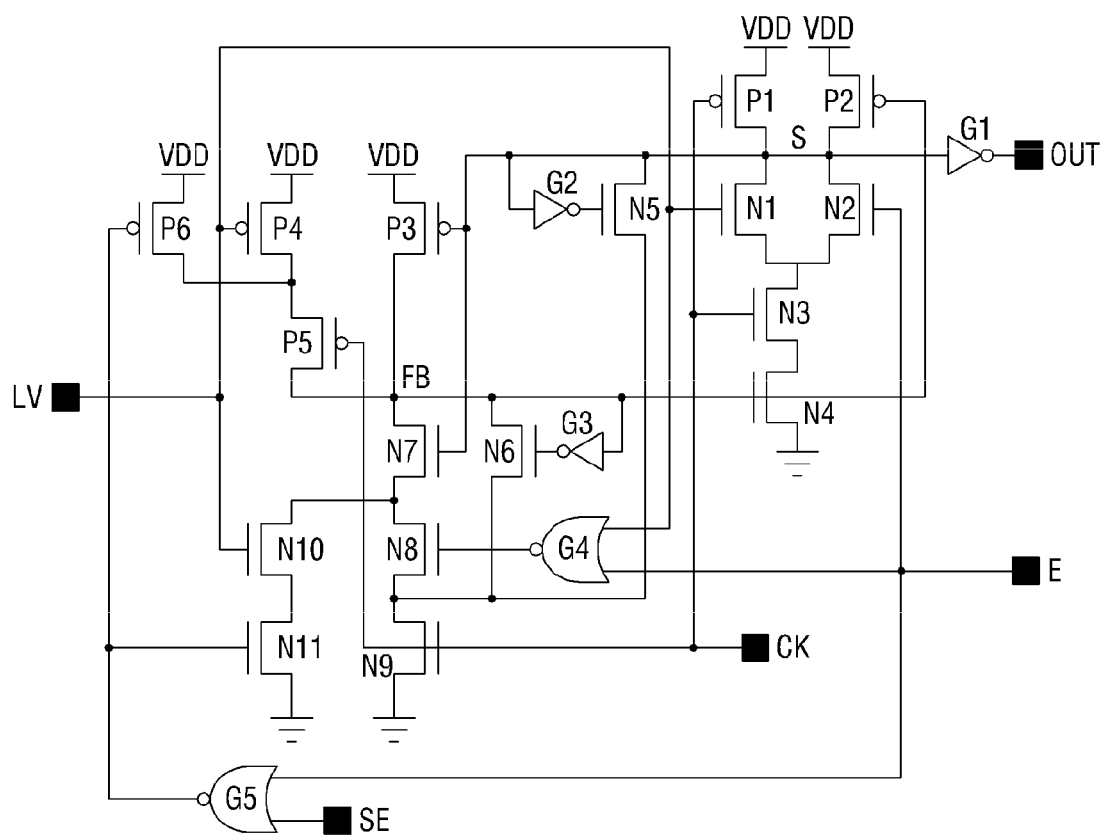 VDD VDD
P1 P2
S G1
OUT
VDD VDD VDD
G2
P6 P4 P3 N5 N1 N2
P5 N3
LV FB
G3 N4
N7 N6
N10 N8 G4
E
N11 N9 CK
G5 SE